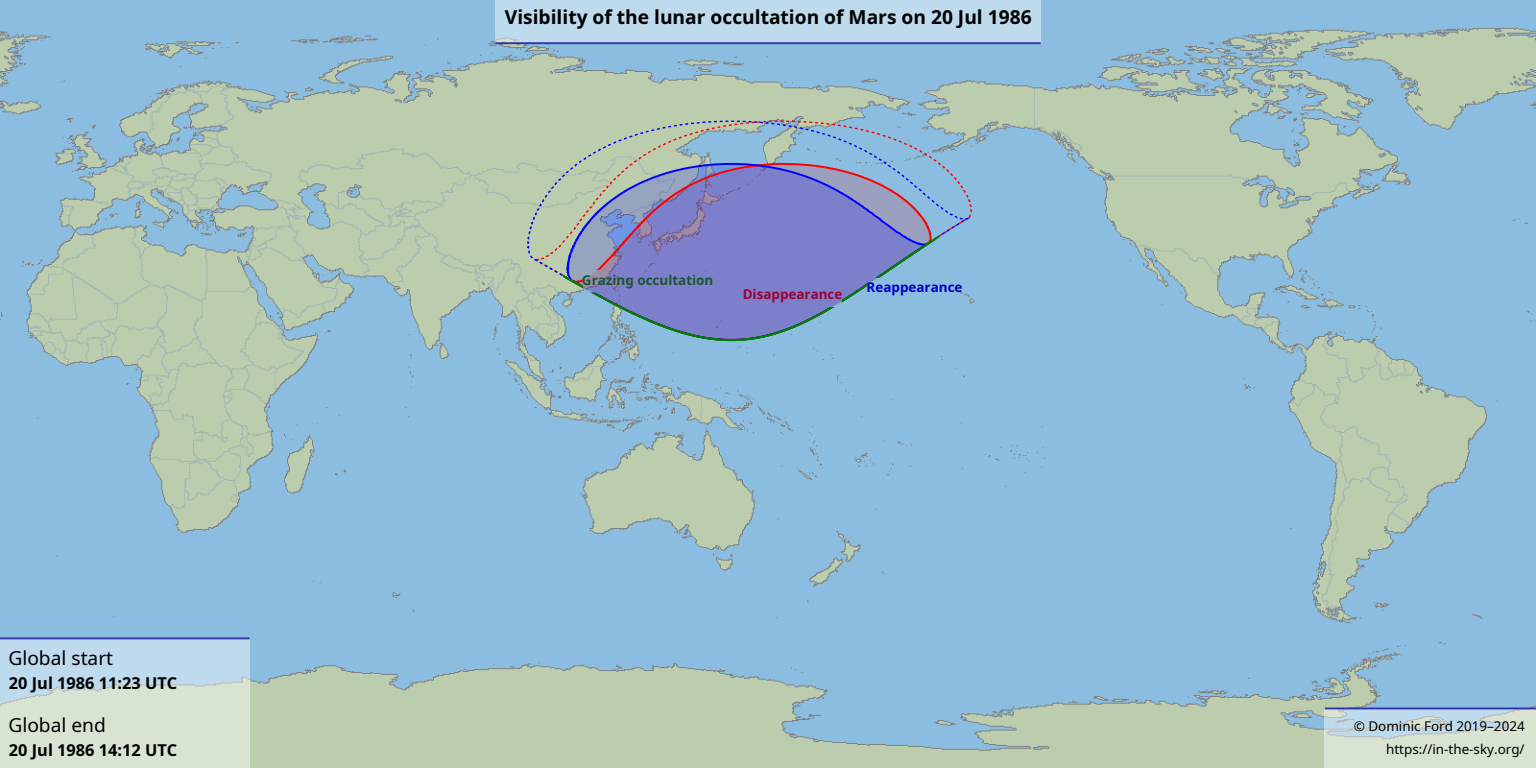 Visibility of the lunar occultation of Mars on 20 Jul 1986
Grazing occultation
Disappearance
Reappearance
Global start
20 Jul 1986 11:23 UTC
Global end
20 Jul 1986 14:12 UTC
© Dominic Ford 2019–2024
https://in-the-sky.org/